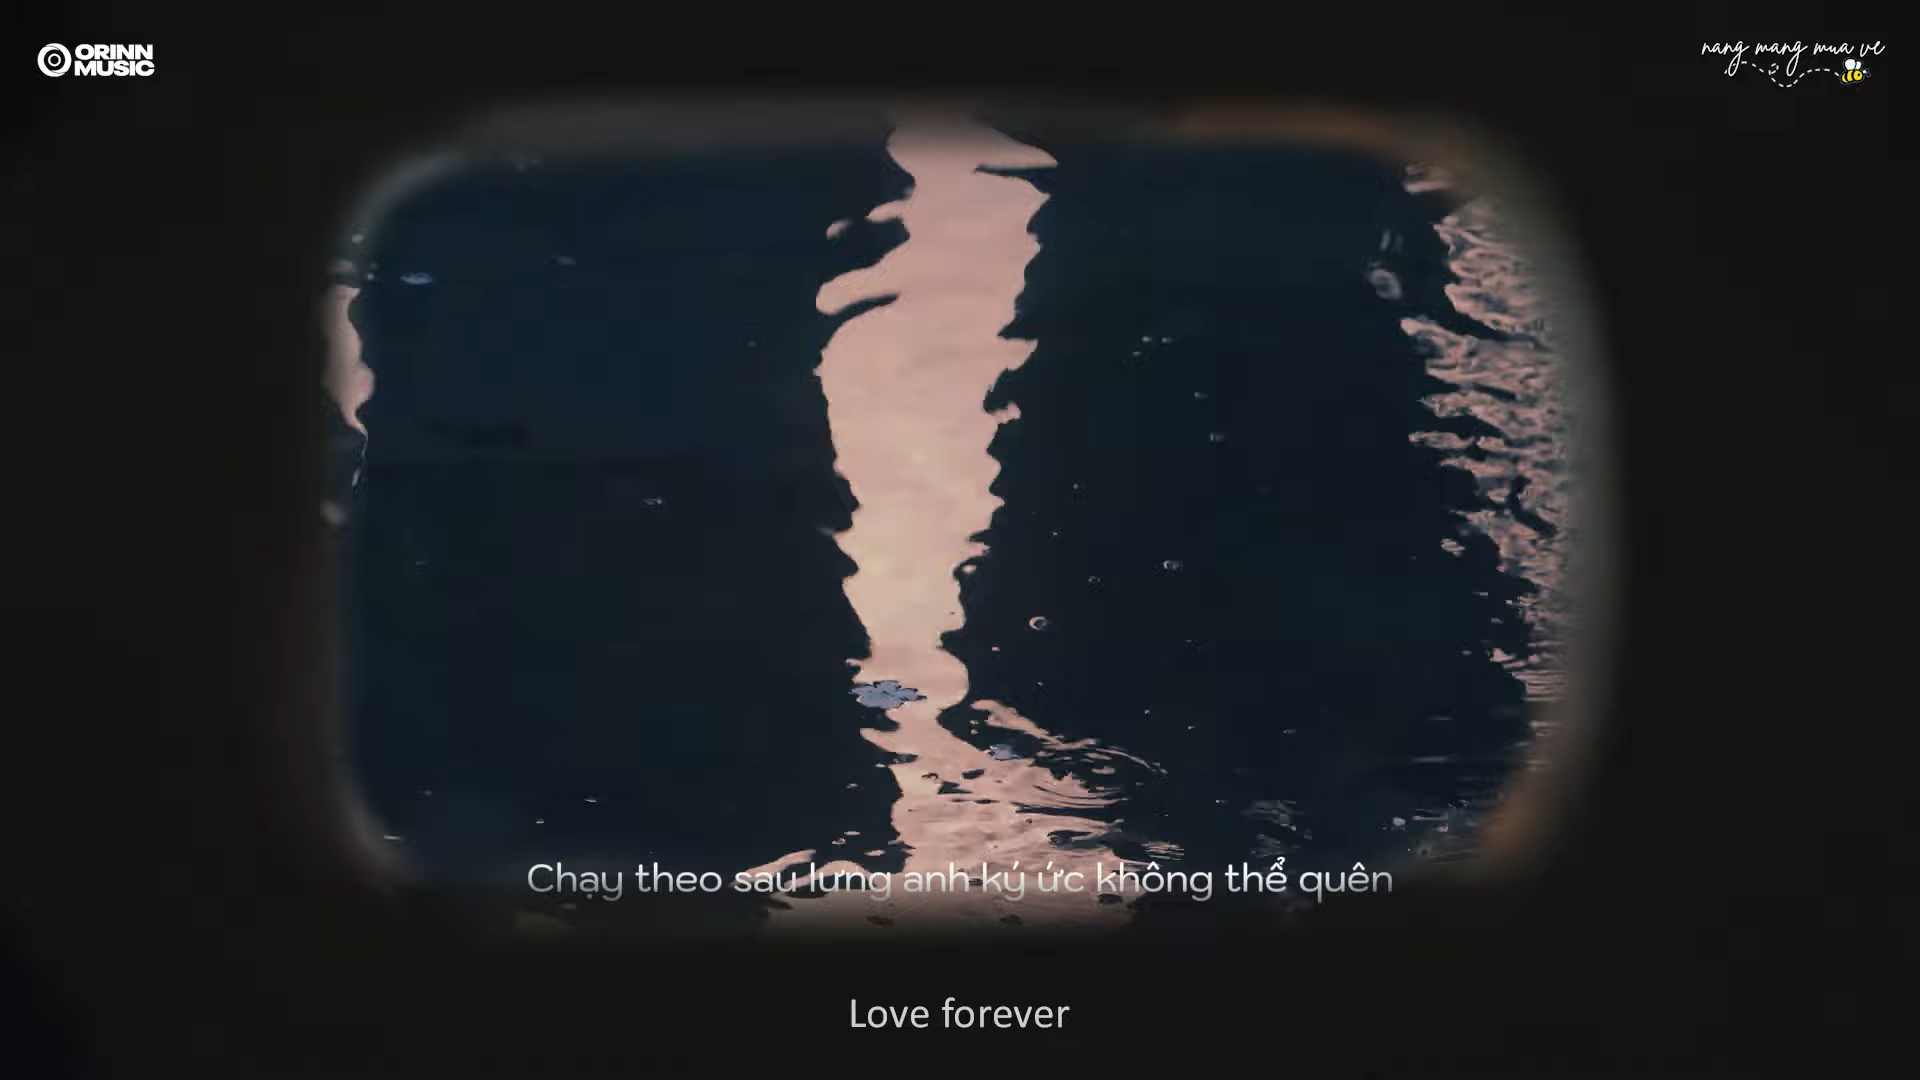 ORINN
MUSIC
nang mang mua ve
Chạy theo sau lưng anh ký ức không thể quên
Love forever